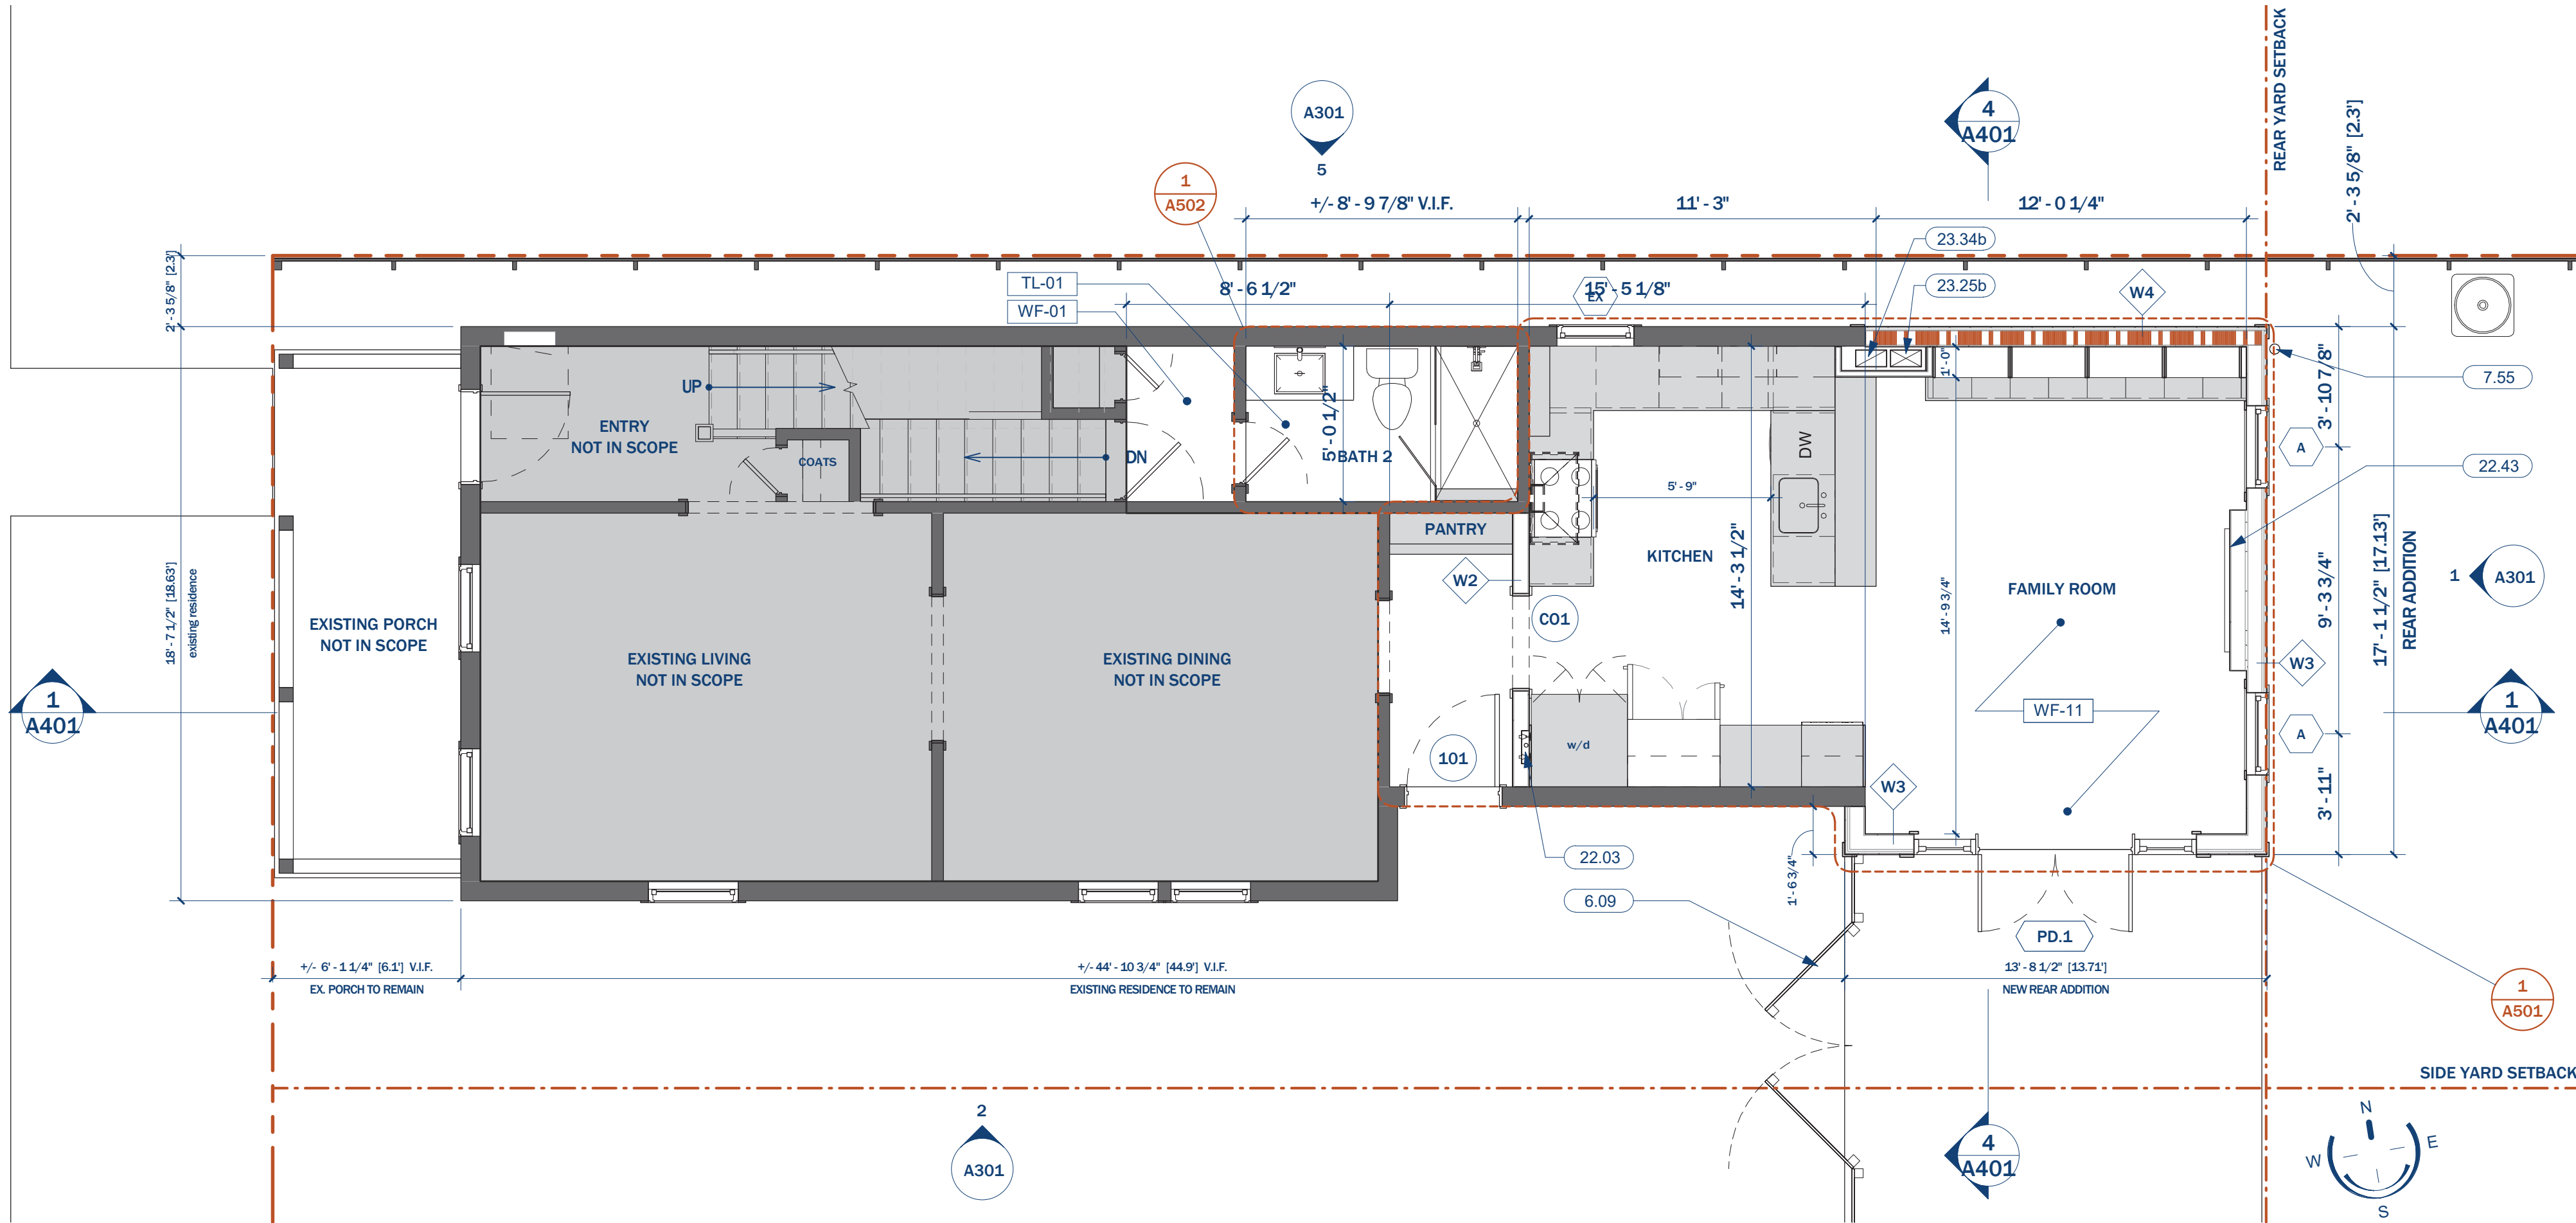 REAR YARD SETBACK
A301
5
4
A401
2' - 3 5/8" [2.3']
1
A502
+/- 8' - 9 7/8" V.I.F.
11' - 3"
12' - 0 1/4"
23.34b
2' - 3 5/8" [2.3']
TL-01
8' - 6 1/2"
15' - 5 1/8"
EX
23.25b
W4
WF-01
1' - 0"
3' - 10 7/8"
7.55
UP
ENTRY
NOT IN SCOPE
COATS
DN
5' - 0 1/2"
BATH 2
DW
A
22.43
5' - 9"
PANTRY
KITCHEN
14' - 3 1/2"
W2
CO1
FAMILY ROOM
14' - 9 3/4"
9' - 3 3/4"
17' - 1 1/2" [17.13']
REAR ADDITION
1
A301
18' - 7 1/2" [18.63']
existing residence
EXISTING PORCH
NOT IN SCOPE
EXISTING LIVING
NOT IN SCOPE
EXISTING DINING
NOT IN SCOPE
W3
1
A401
WF-11
1
A401
A
w/d
101
W3
3' - 11"
22.03
1' - 6 3/4"
6.09
PD.1
+/- 6' - 1 1/4" [6.1'] V.I.F.
EX. PORCH TO REMAIN
+/- 44' - 10 3/4" [44.9'] V.I.F.
EXISTING RESIDENCE TO REMAIN
13' - 8 1/2" [13.71']
NEW REAR ADDITION
1
A501
SIDE YARD SETBACK
2
A301
4
A401
N
E
W
S